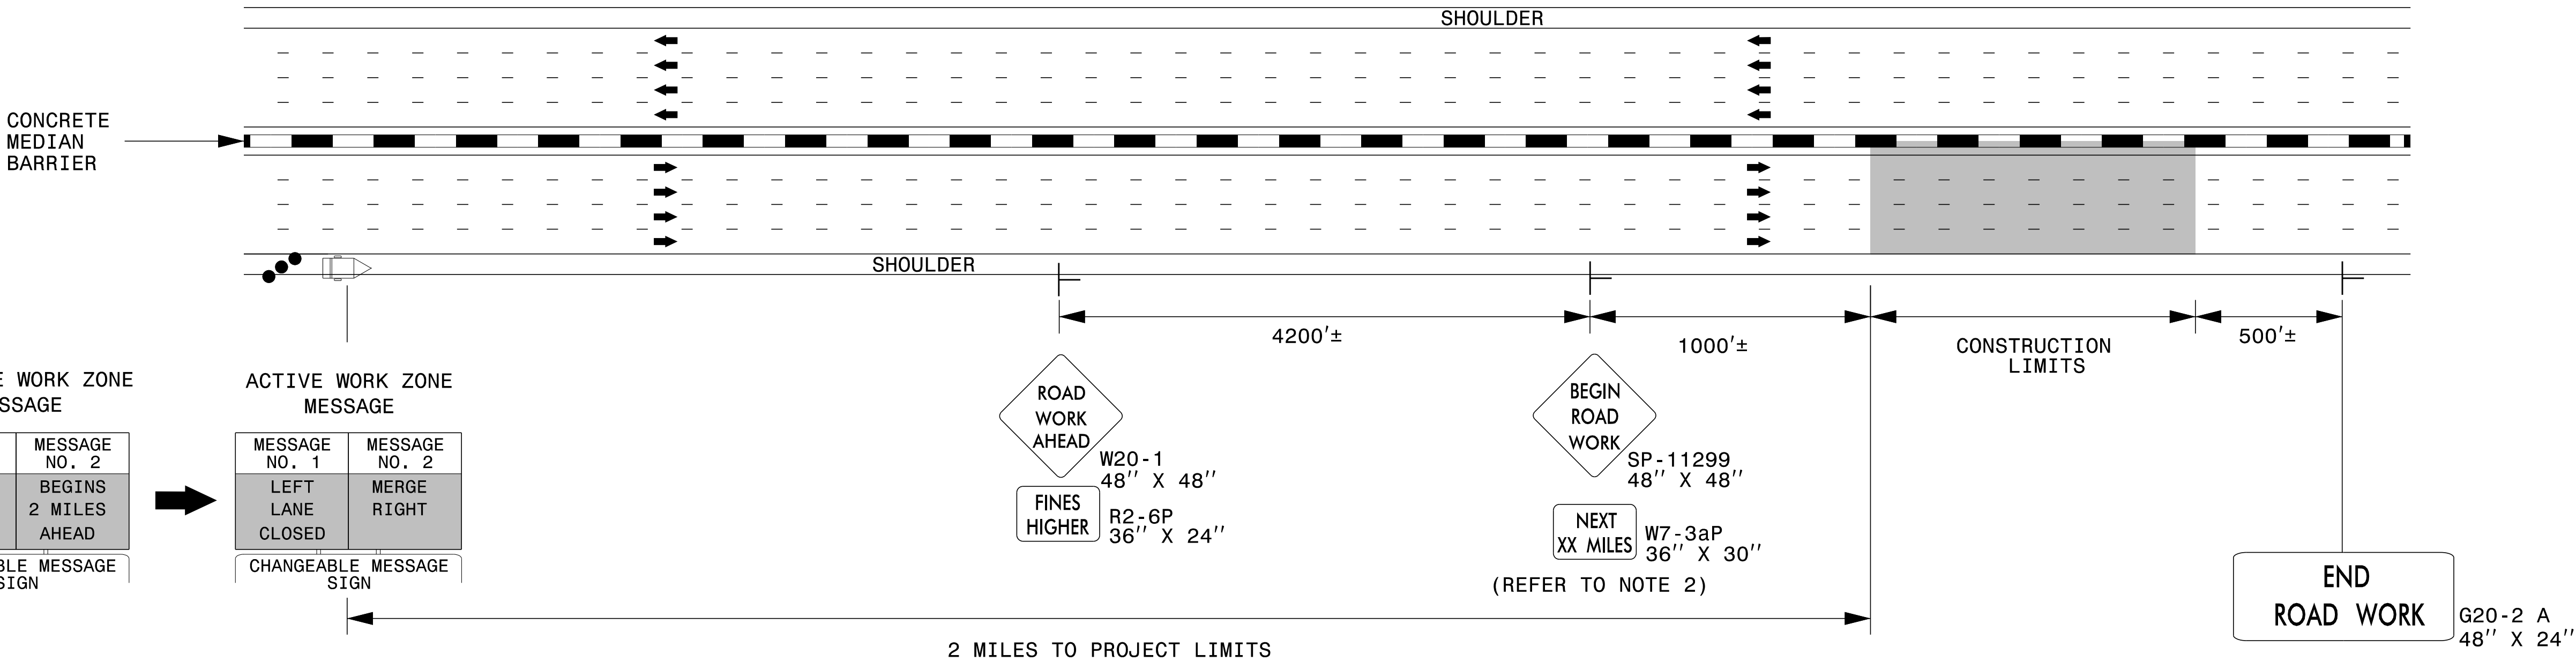 SHOULDER
CONCRETE
MEDIAN
BARRIER
SHOULDER
4200'±
1000'±
CONSTRUCTION
LIMITS
500'±
E WORK ZONE
SSAGE
MESSAGE
NO. 2
BEGINS
2 MILES
AHEAD
BLE MESSAGE
SIGN
ACTIVE WORK ZONE
MESSAGE
MESSAGE
NO. 1
MESSAGE
NO. 2
LEFT
LANE
CLOSED
MERGE
RIGHT
CHANGEABLE MESSAGE
SIGN
ROAD
WORK
AHEAD
W20-1
48'' X 48''
FINES
HIGHER
R2-6P
36'' X 24''
BEGIN
ROAD
WORK
SP-11299
48'' X 48''
NEXT
XX MILES
W7-3aP
36'' X 30''
(REFER TO NOTE 2)
END
ROAD WORK
G20-2 A
48'' X 24''
2 MILES TO PROJECT LIMITS